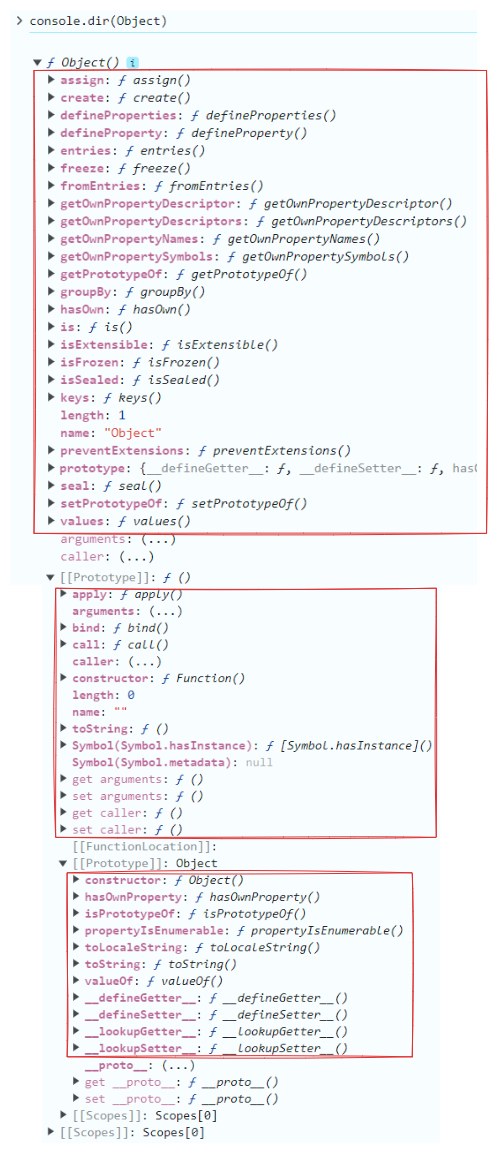 > console.dir(Object)
▼ ƒ Object() i
▶ assign: ƒ assign()
▶ create: ƒ create()
▶ defineProperties: ƒ defineProperties()
▶ defineProperty: ƒ defineProperty()
▶ entries: ƒ entries()
▶ freeze: ƒ freeze()
▶ fromEntries: ƒ fromEntries()
▶ getOwnPropertyDescriptor: ƒ getOwnPropertyDescriptor()
▶ getOwnPropertyDescriptors: ƒ getOwnPropertyDescriptors()
▶ getOwnPropertyNames: ƒ getOwnPropertyNames()
▶ getOwnPropertySymbols: ƒ getOwnPropertySymbols()
▶ getPrototypeOf: ƒ getPrototypeOf()
▶ groupBy: ƒ groupBy()
▶ hasOwn: ƒ hasOwn()
▶ is: ƒ is()
▶ isExtensible: ƒ isExtensible()
▶ isFrozen: ƒ isFrozen()
▶ isSealed: ƒ isSealed()
▶ keys: ƒ keys()
length: 1
name: "Object"
▶ preventExtensions: ƒ preventExtensions()
▶ prototype: {__defineGetter__: ƒ, __defineSetter__: ƒ, hasO
▶ seal: ƒ seal()
▶ setPrototypeOf: ƒ setPrototypeOf()
▶ values: ƒ values()
arguments: (...)
caller: (...)
▼ [[Prototype]]: ƒ ()
▶ apply: ƒ apply()
arguments: (...)
▶ bind: ƒ bind()
▶ call: ƒ call()
caller: (...)
▶ constructor: ƒ Function()
length: 0
name: ""
▶ toString: ƒ ()
▶ Symbol(Symbol.hasInstance): ƒ [Symbol.hasInstance]()
Symbol(Symbol.metadata): null
▶ get arguments: ƒ ()
▶ set arguments: ƒ ()
▶ get caller: ƒ ()
▶ set caller: ƒ ()
[[FunctionLocation]]:
▼ [[Prototype]]: Object
▶ constructor: ƒ Object()
▶ hasOwnProperty: ƒ hasOwnProperty()
▶ isPrototypeOf: ƒ isPrototypeOf()
▶ propertyIsEnumerable: ƒ propertyIsEnumerable()
▶ toLocaleString: ƒ toLocaleString()
▶ toString: ƒ toString()
▶ valueOf: ƒ valueOf()
▶ __defineGetter__: ƒ __defineGetter__()
▶ __defineSetter__: ƒ __defineSetter__()
▶ __lookupGetter__: ƒ __lookupGetter__()
▶ __lookupSetter__: ƒ __lookupSetter__()
__proto__: (...)
▶ get __proto__: ƒ __proto__()
▶ set __proto__: ƒ __proto__()
▶ [[Scopes]]: Scopes[0]
▶ [[Scopes]]: Scopes[0]